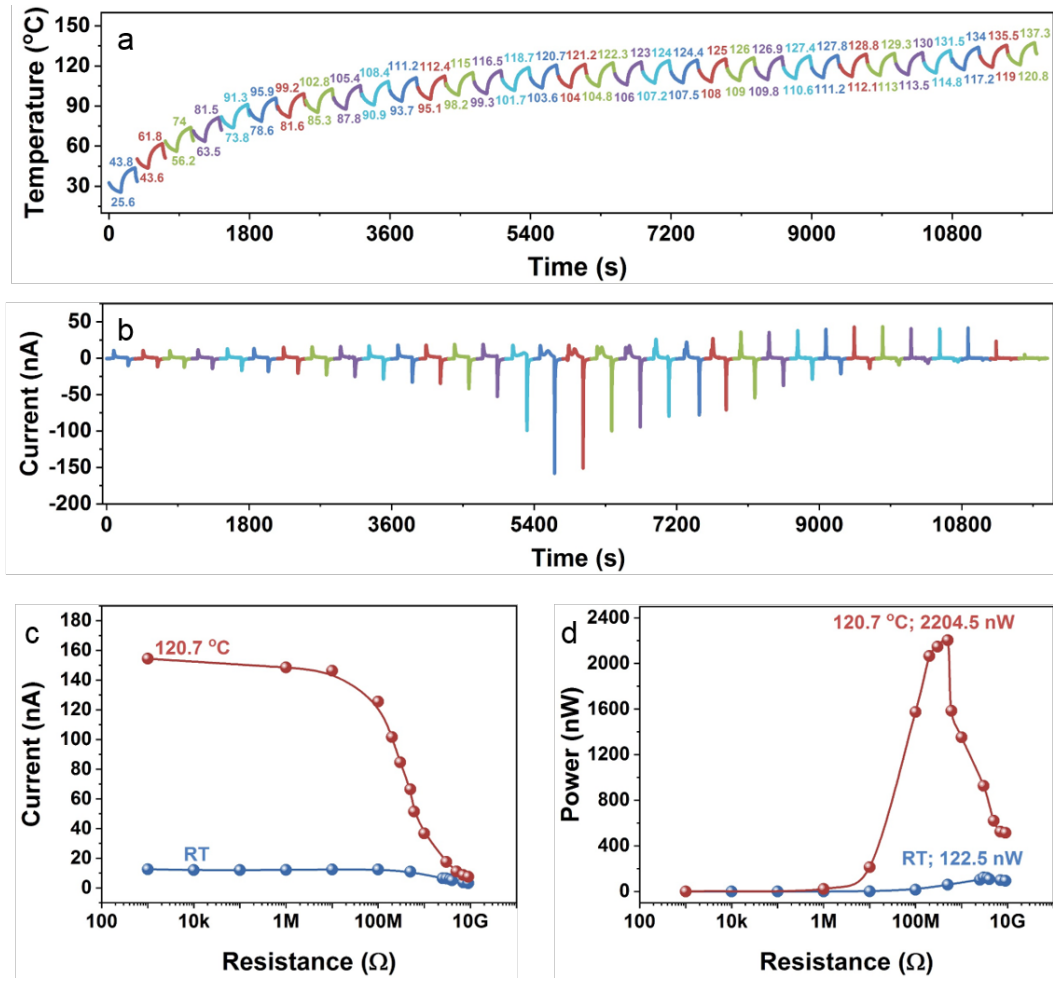 a
Temperature (°C)
150
120
90
60
30
43.8 61.8 74 81.5 91.3 95.9 99.2 102.8 105.4 108.4 111.2 112.4 115 116.5 118.7 120.7 121.2 122.3 123 124 124.4 125 126 126.9 127.4 127.8 128.8 129.3 130 131.5 134 135.5 137.3
25.6 43.6 56.2 63.5 73.8 78.6 81.6 85.3 87.8 90.9 93.7 95.1 98.2 99.3 101.7 103.6 104 104.8 106 107.2 107.5 108 109 109.8 110.6 111.2 112.1 113 113.5 114.8 117.2 119 120.8
0 1800 3600 5400 7200 9000 10800
Time (s)
b
Current (nA)
50
0
-50
-100
-150
-200
0 1800 3600 5400 7200 9000 10800
Time (s)
c
Current (nA)
180
160
140
120
100
80
60
40
20
0
120.7 °C
RT
100 10k 1M 100M 10G
Resistance (Ω)
d
Power (nW)
2400
2000
1600
1200
800
400
0
120.7 °C; 2204.5 nW
RT; 122.5 nW
100 10k 1M 100M 10G
Resistance (Ω)